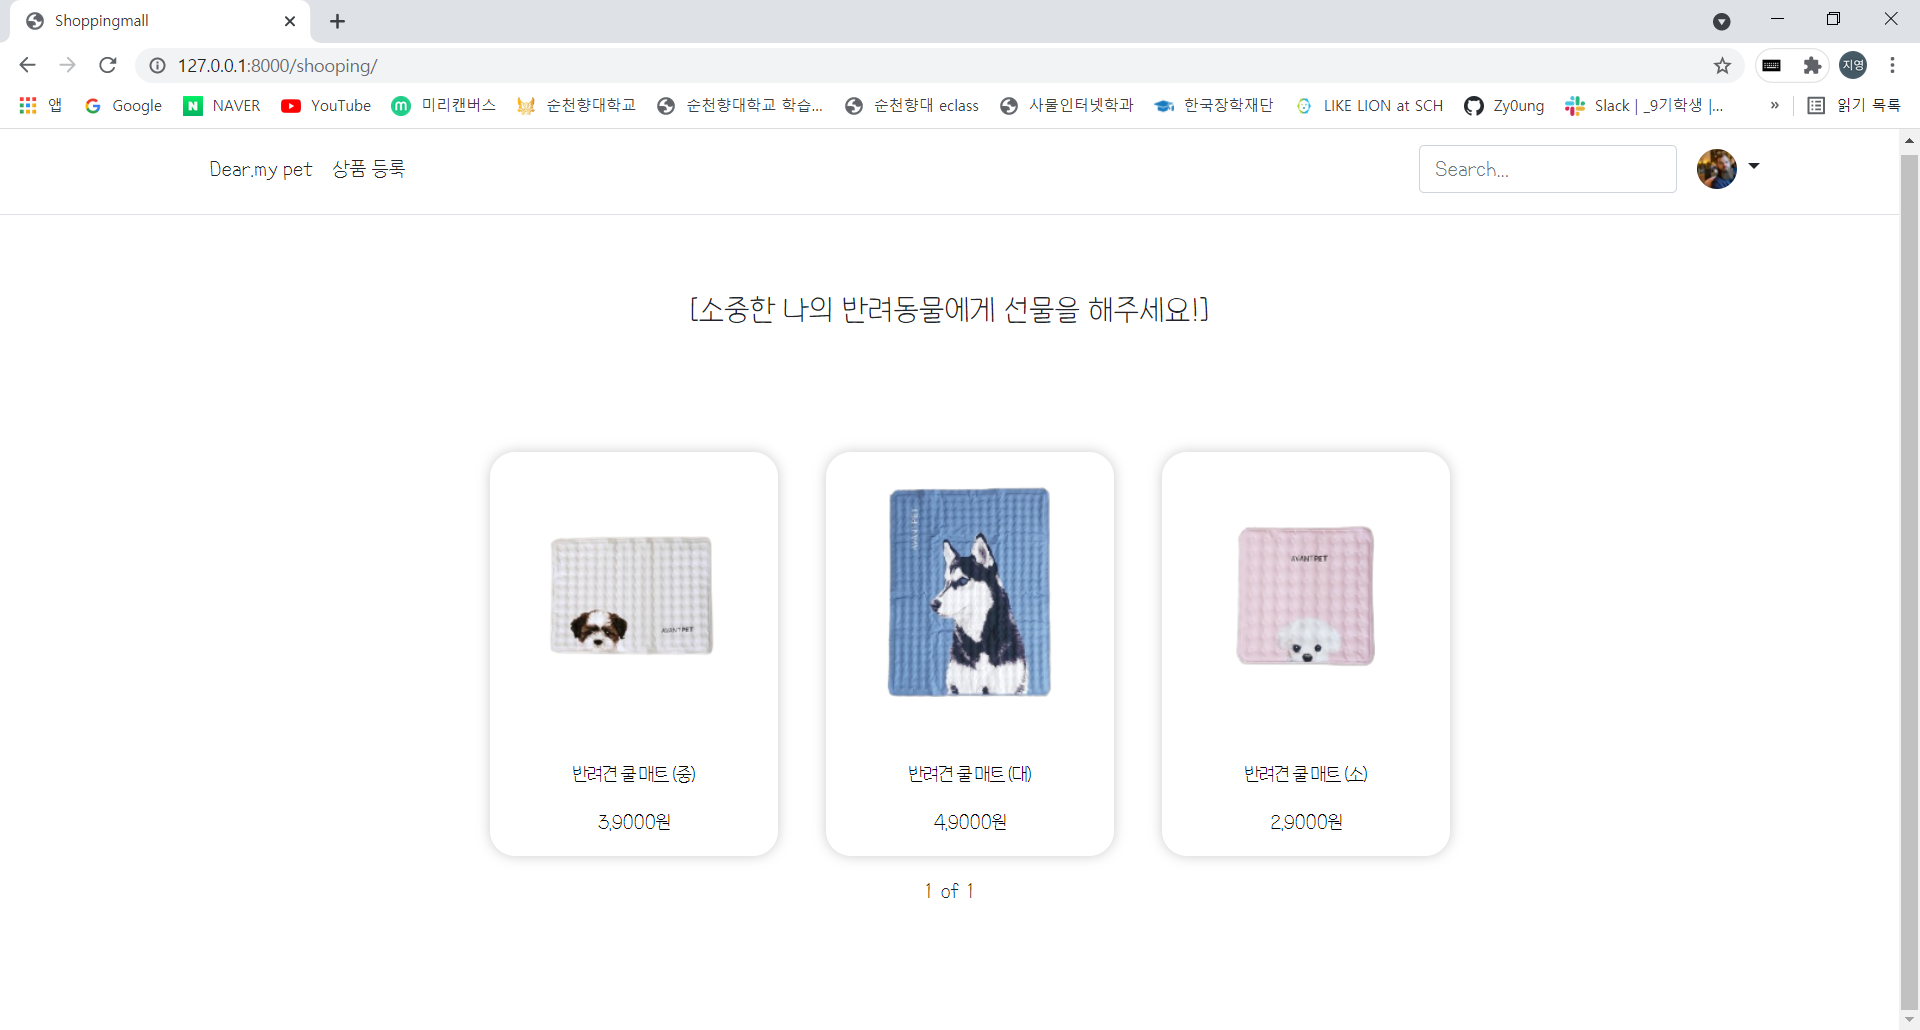 Shoppingmall
127.0.0.1:8000/shooping/
지영
앱 Google NAVER YouTube 미리캔버스 순천향대학교 순천향대학교 학습... 순천향대 eclass 사물인터넷학과 한국장학재단 LIKE LION at SCH Zy0ung Slack | _9기학생 |... » 읽기 목록
Dear.my pet 상품 등록 Search...
[소중한 나의 반려동물에게 선물을 해주세요!]
AVANTPET
AVANTPET
AVANTPET
반려견 쿨 매트 (중) 반려견 쿨 매트 (대) 반려견 쿨 매트 (소)
3,9000원 4,9000원 2,9000원
1 of 1